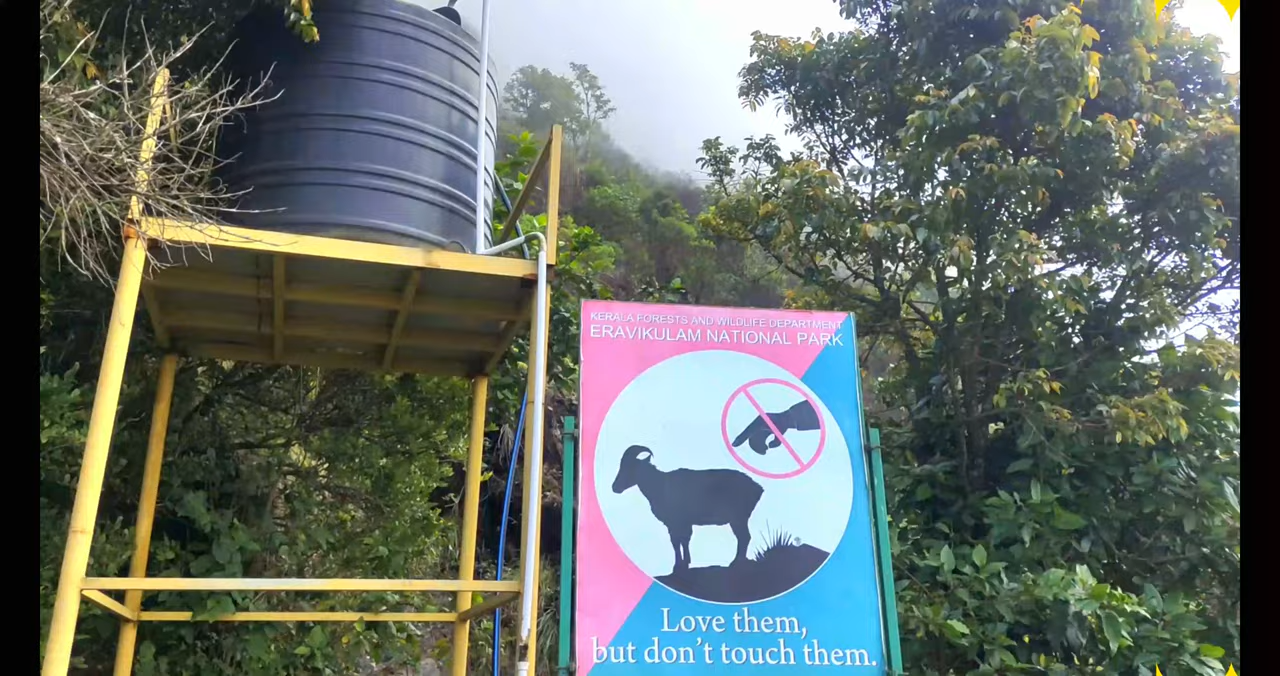 KERALA FORESTS AND WILDLIFE DEPARTMENT
ERAVIKULAM NATIONAL PARK
Love them,
but don't touch them.